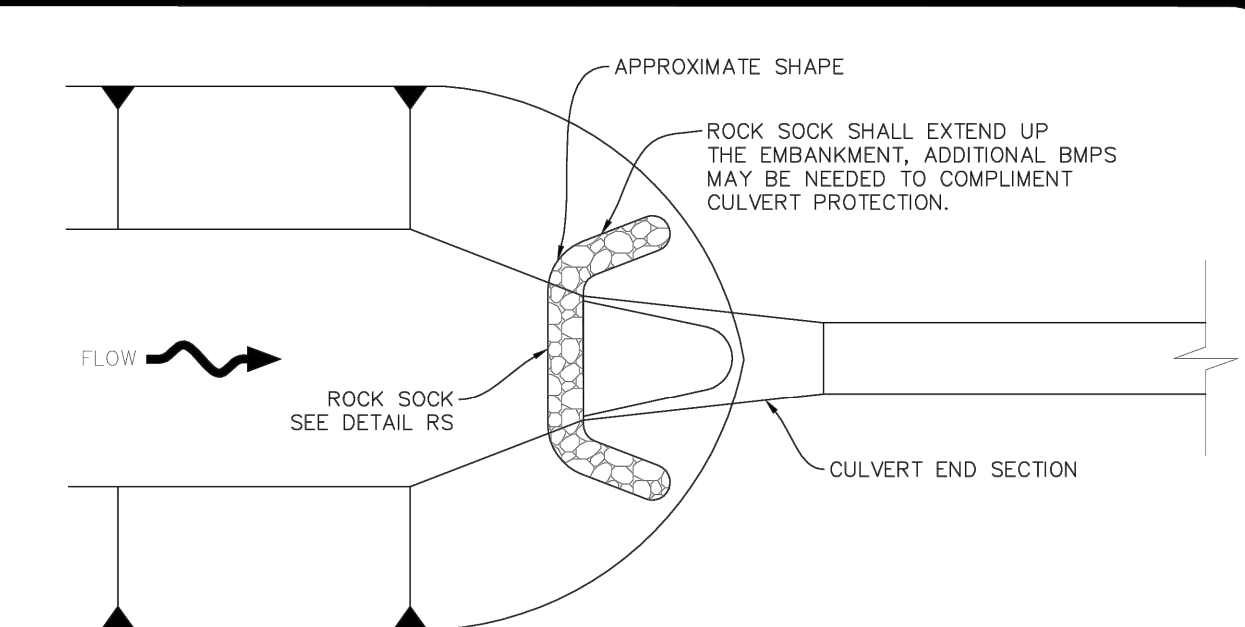 APPROXIMATE SHAPE
ROCK SOCK SHALL EXTEND UP
THE EMBANKMENT, ADDITIONAL BMPS
MAY BE NEEDED TO COMPLIMENT
CULVERT PROTECTION.
FLOW
ROCK SOCK
SEE DETAIL RS
CULVERT END SECTION